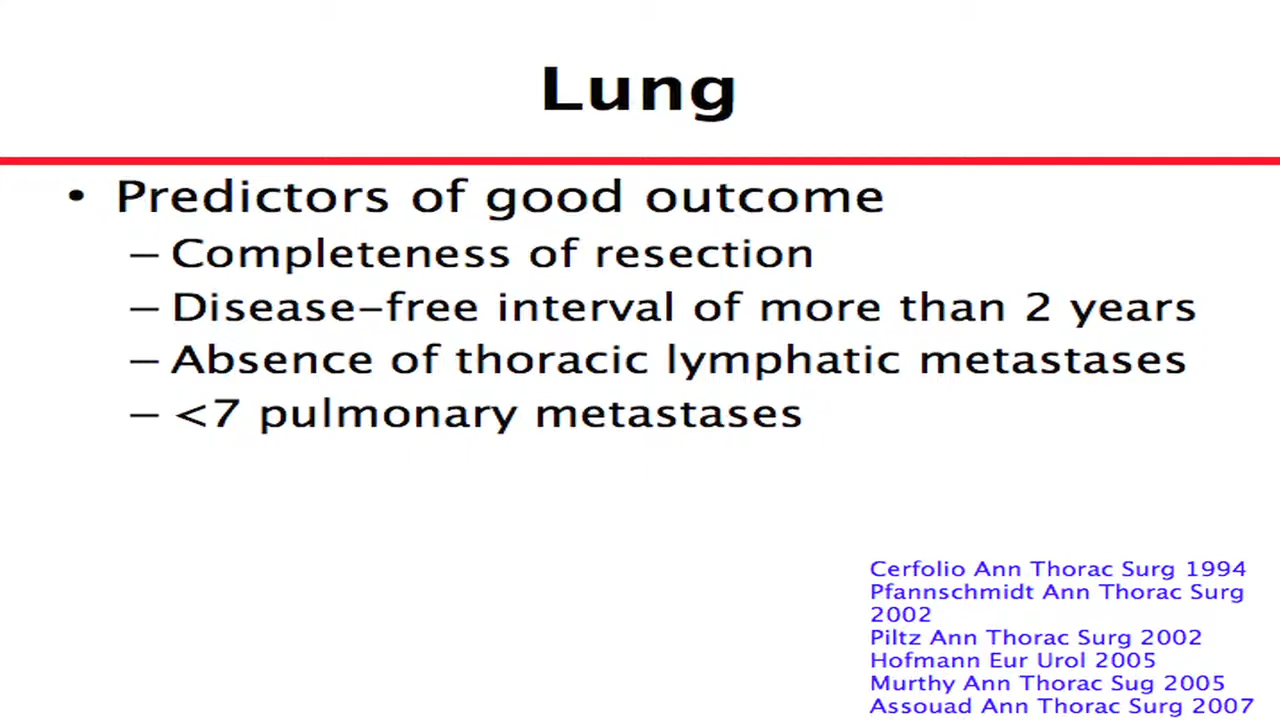 Lung
• Predictors of good outcome
– Completeness of resection
– Disease-free interval of more than 2 years
– Absence of thoracic lymphatic metastases
– <7 pulmonary metastases
Cerfolio Ann Thorac Surg 1994
Pfannschmidt Ann Thorac Surg
2002
Piltz Ann Thorac Surg 2002
Hofmann Eur Urol 2005
Murthy Ann Thorac Sug 2005
Assouad Ann Thorac Surg 2007